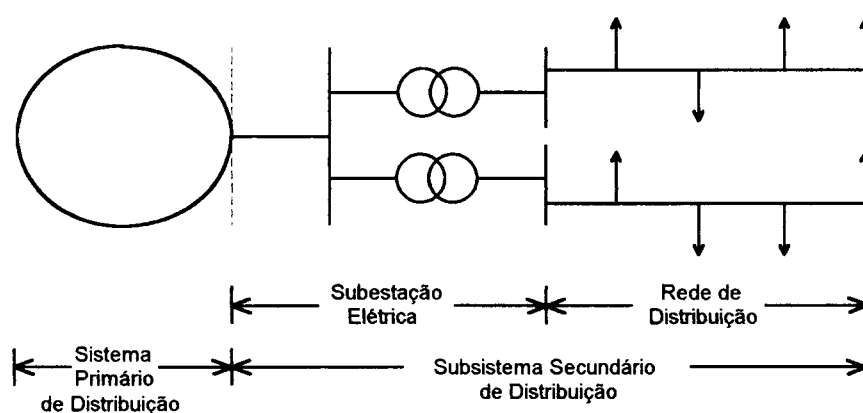 Subestação
Elétrica
Rede de
Distribuição
Sistema
Primário
de Distribuição
Subsistema Secundário
de Distribuição